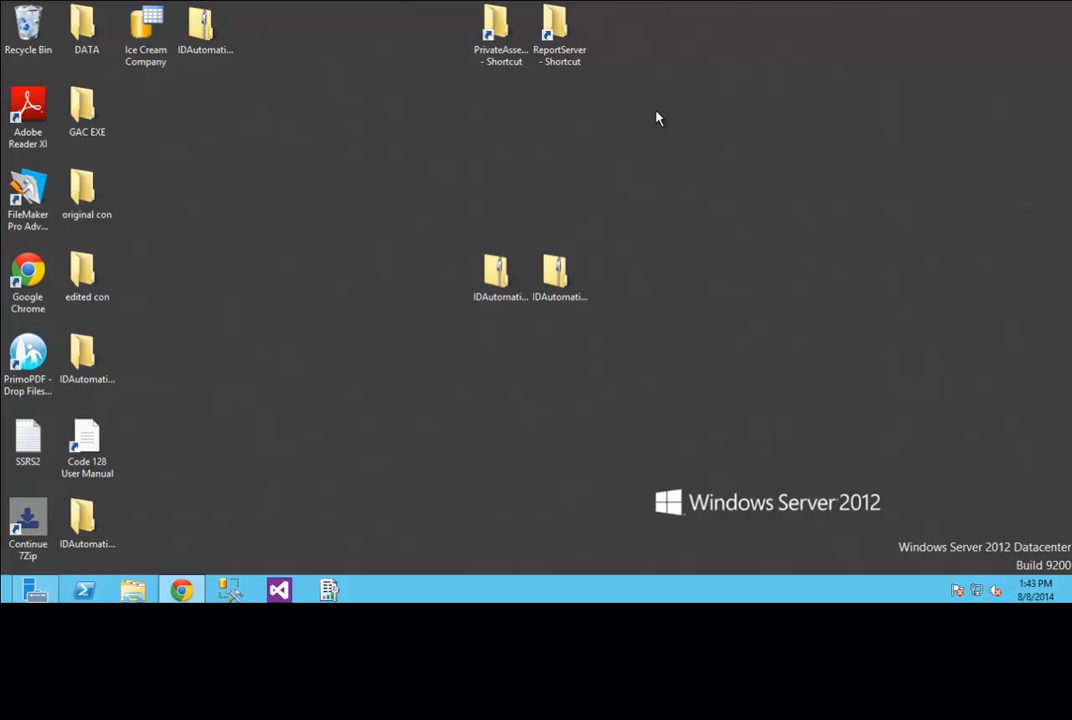 Recycle Bin
DATA
Ice Cream
Company
IDAutomati...
PrivateAsse...
- Shortcut
ReportServer
- Shortcut
Adobe
Reader XI
GAC EXE
FileMaker
Pro Adv...
original con
Google
Chrome
edited con
IDAutomati...
IDAutomati...
PrimoPDF -
Drop Files...
IDAutomati...
SSRS2
Code 128
User Manual
Continue
7Zip
IDAutomati...
Windows Server 2012
Windows Server 2012 Datacenter
Build 9200
1:43 PM
8/8/2014